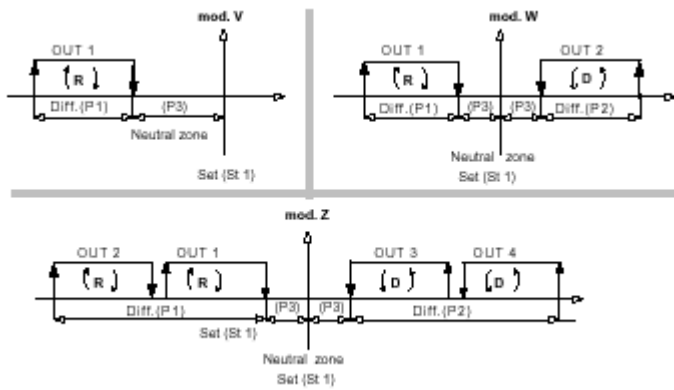 mod. V
OUT 1
R
Diff.(P1)
(P3)
Neutral zone
Set (St 1)
mod. W
OUT 1
OUT 2
R
D
Diff.(P1)
(P3)
(P3)
Diff.(P2)
Neutral zone
Set (St 1)
mod. Z
OUT 2
OUT 1
OUT 3
OUT 4
R
R
D
D
Diff.(P1)
(P3)
(P3)
Diff.(P2)
Set (St 1)
Neutral zone
Set (St 1)